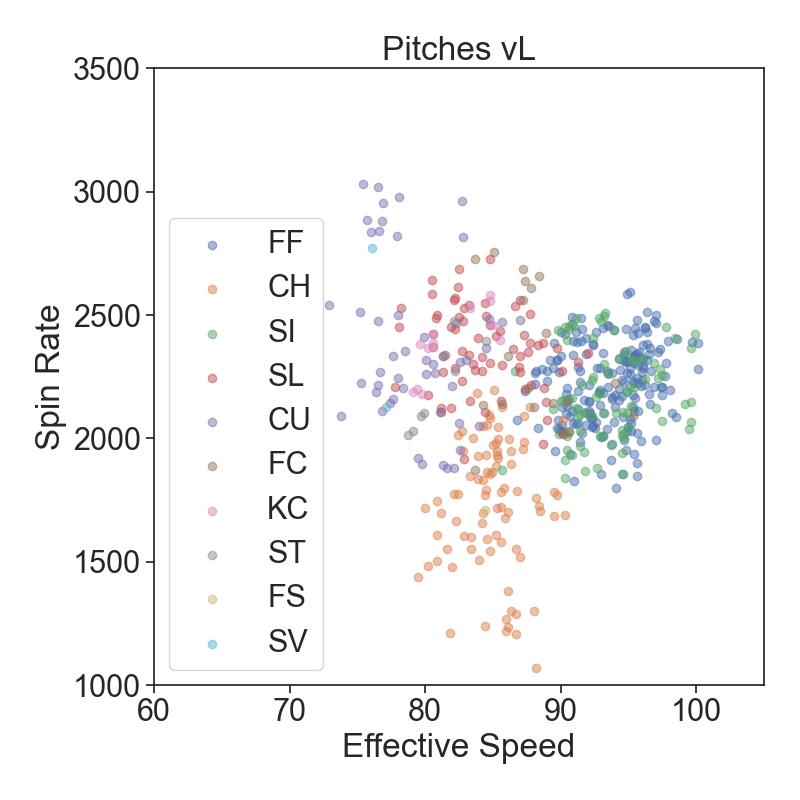 Pitches vL
3500
3000
2500
2000
1500
1000
Spin Rate
FF
CH
SI
SL
CU
FC
KC
ST
FS
SV
60 70 80 90 100
Effective Speed